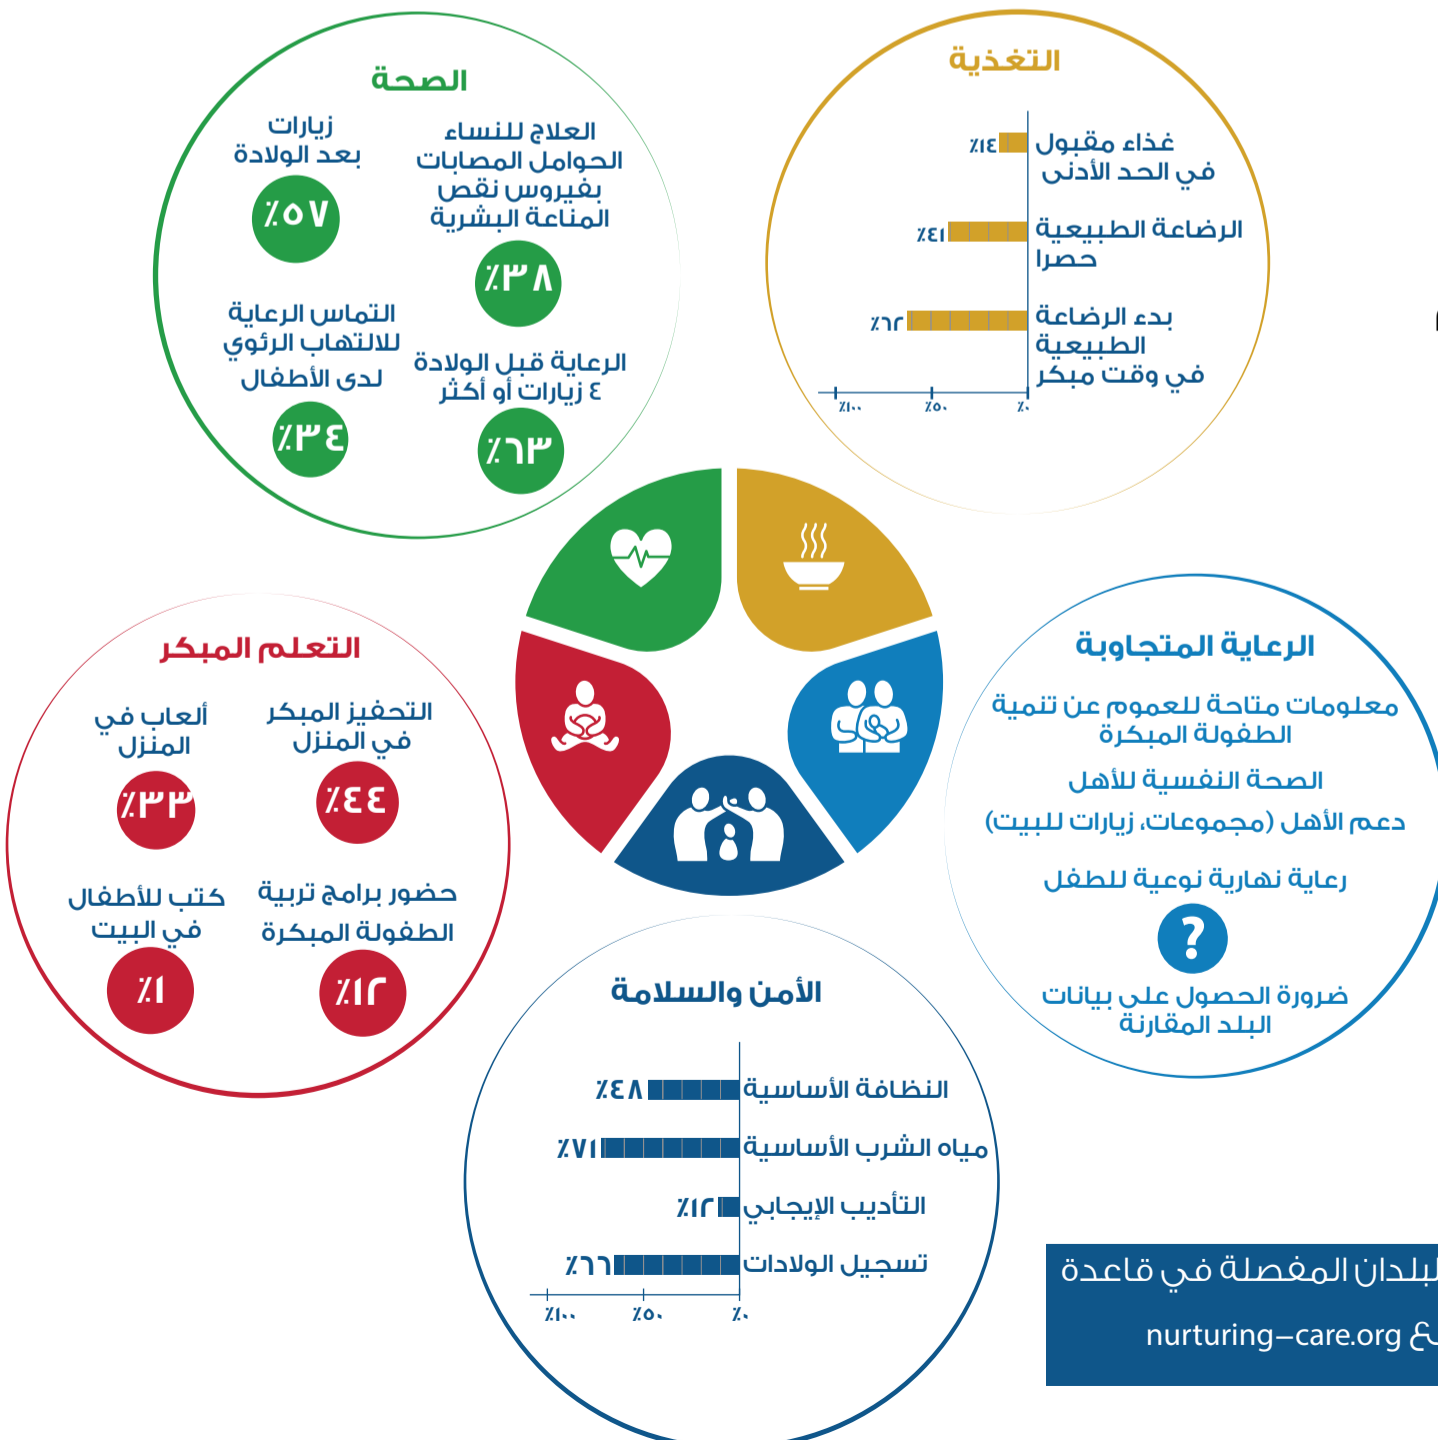 التغذية
غذاء مقبول
في الحد الأدنى
٪١٤
الرضاعة الطبيعية
حصرا
٪٤١
بدء الرضاعة
الطبيعية
في وقت مبكر
٪٦٢
٪٠
٪٥٠
٪١٠٠
الصحة
العلاج للنساء
الحوامل المصابات
بفيروس نقص
المناعة البشرية
٪٣٨
زيارات
بعد الولادة
٪٥٧
الرعاية قبل الولادة
٤ زيارات أو أكثر
٪٦٣
التماس الرعاية
للالتهاب الرئوي
لدى الأطفال
٪٣٤
الرعاية المتجاوبة
معلومات متاحة للعموم عن تنمية
الطفولة المبكرة
الصحة النفسية للأهل
دعم الأهل (مجموعات، زيارات للبيت)
رعاية نهارية نوعية للطفل
?
ضرورة الحصول على بيانات
البلد المقارنة
التعلم المبكر
التحفيز المبكر
في المنزل
٪٤٤
ألعاب في
المنزل
٪٣٣
حضور برامج تربية
الطفولة المبكرة
٪١٢
كتب للأطفال
في البيت
٪١
الأمن والسلامة
النظافة الأساسية
٪٤٨
مياه الشرب الأساسية
٪٧١
التأديب الإيجابي
٪١٢
تسجيل الولادات
٪٦٦
٪٠
٪٥٠
٪١٠٠
لبلدان المفصلة في قاعدة
nurturing-care.org